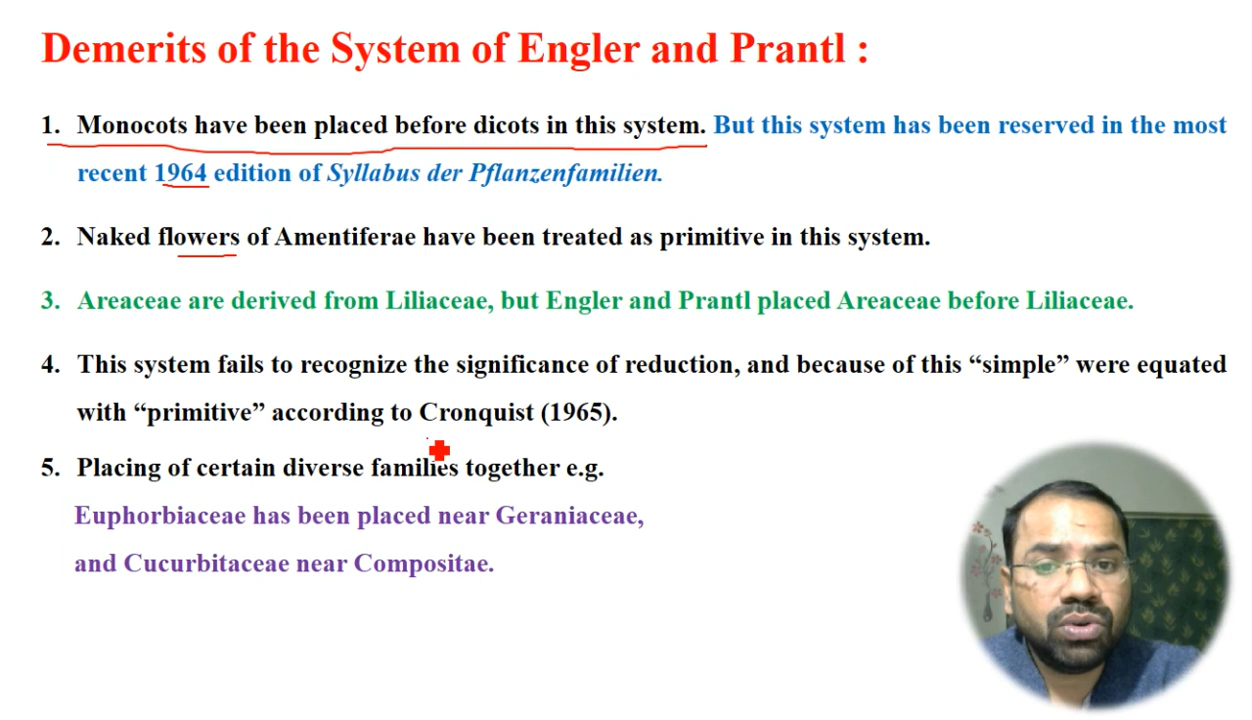 Demerits of the System of Engler and Prantl :
1. Monocots have been placed before dicots in this system. But this system has been reserved in the most
recent 1964 edition of Syllabus der Pflanzenfamilien.
2. Naked flowers of Amentiferae have been treated as primitive in this system.
3. Areaceae are derived from Liliaceae, but Engler and Prantl placed Areaceae before Liliaceae.
4. This system fails to recognize the significance of reduction, and because of this “simple” were equated
with “primitive” according to Cronquist (1965).
5. Placing of certain diverse families together e.g.
Euphorbiaceae has been placed near Geraniaceae,
and Cucurbitaceae near Compositae.